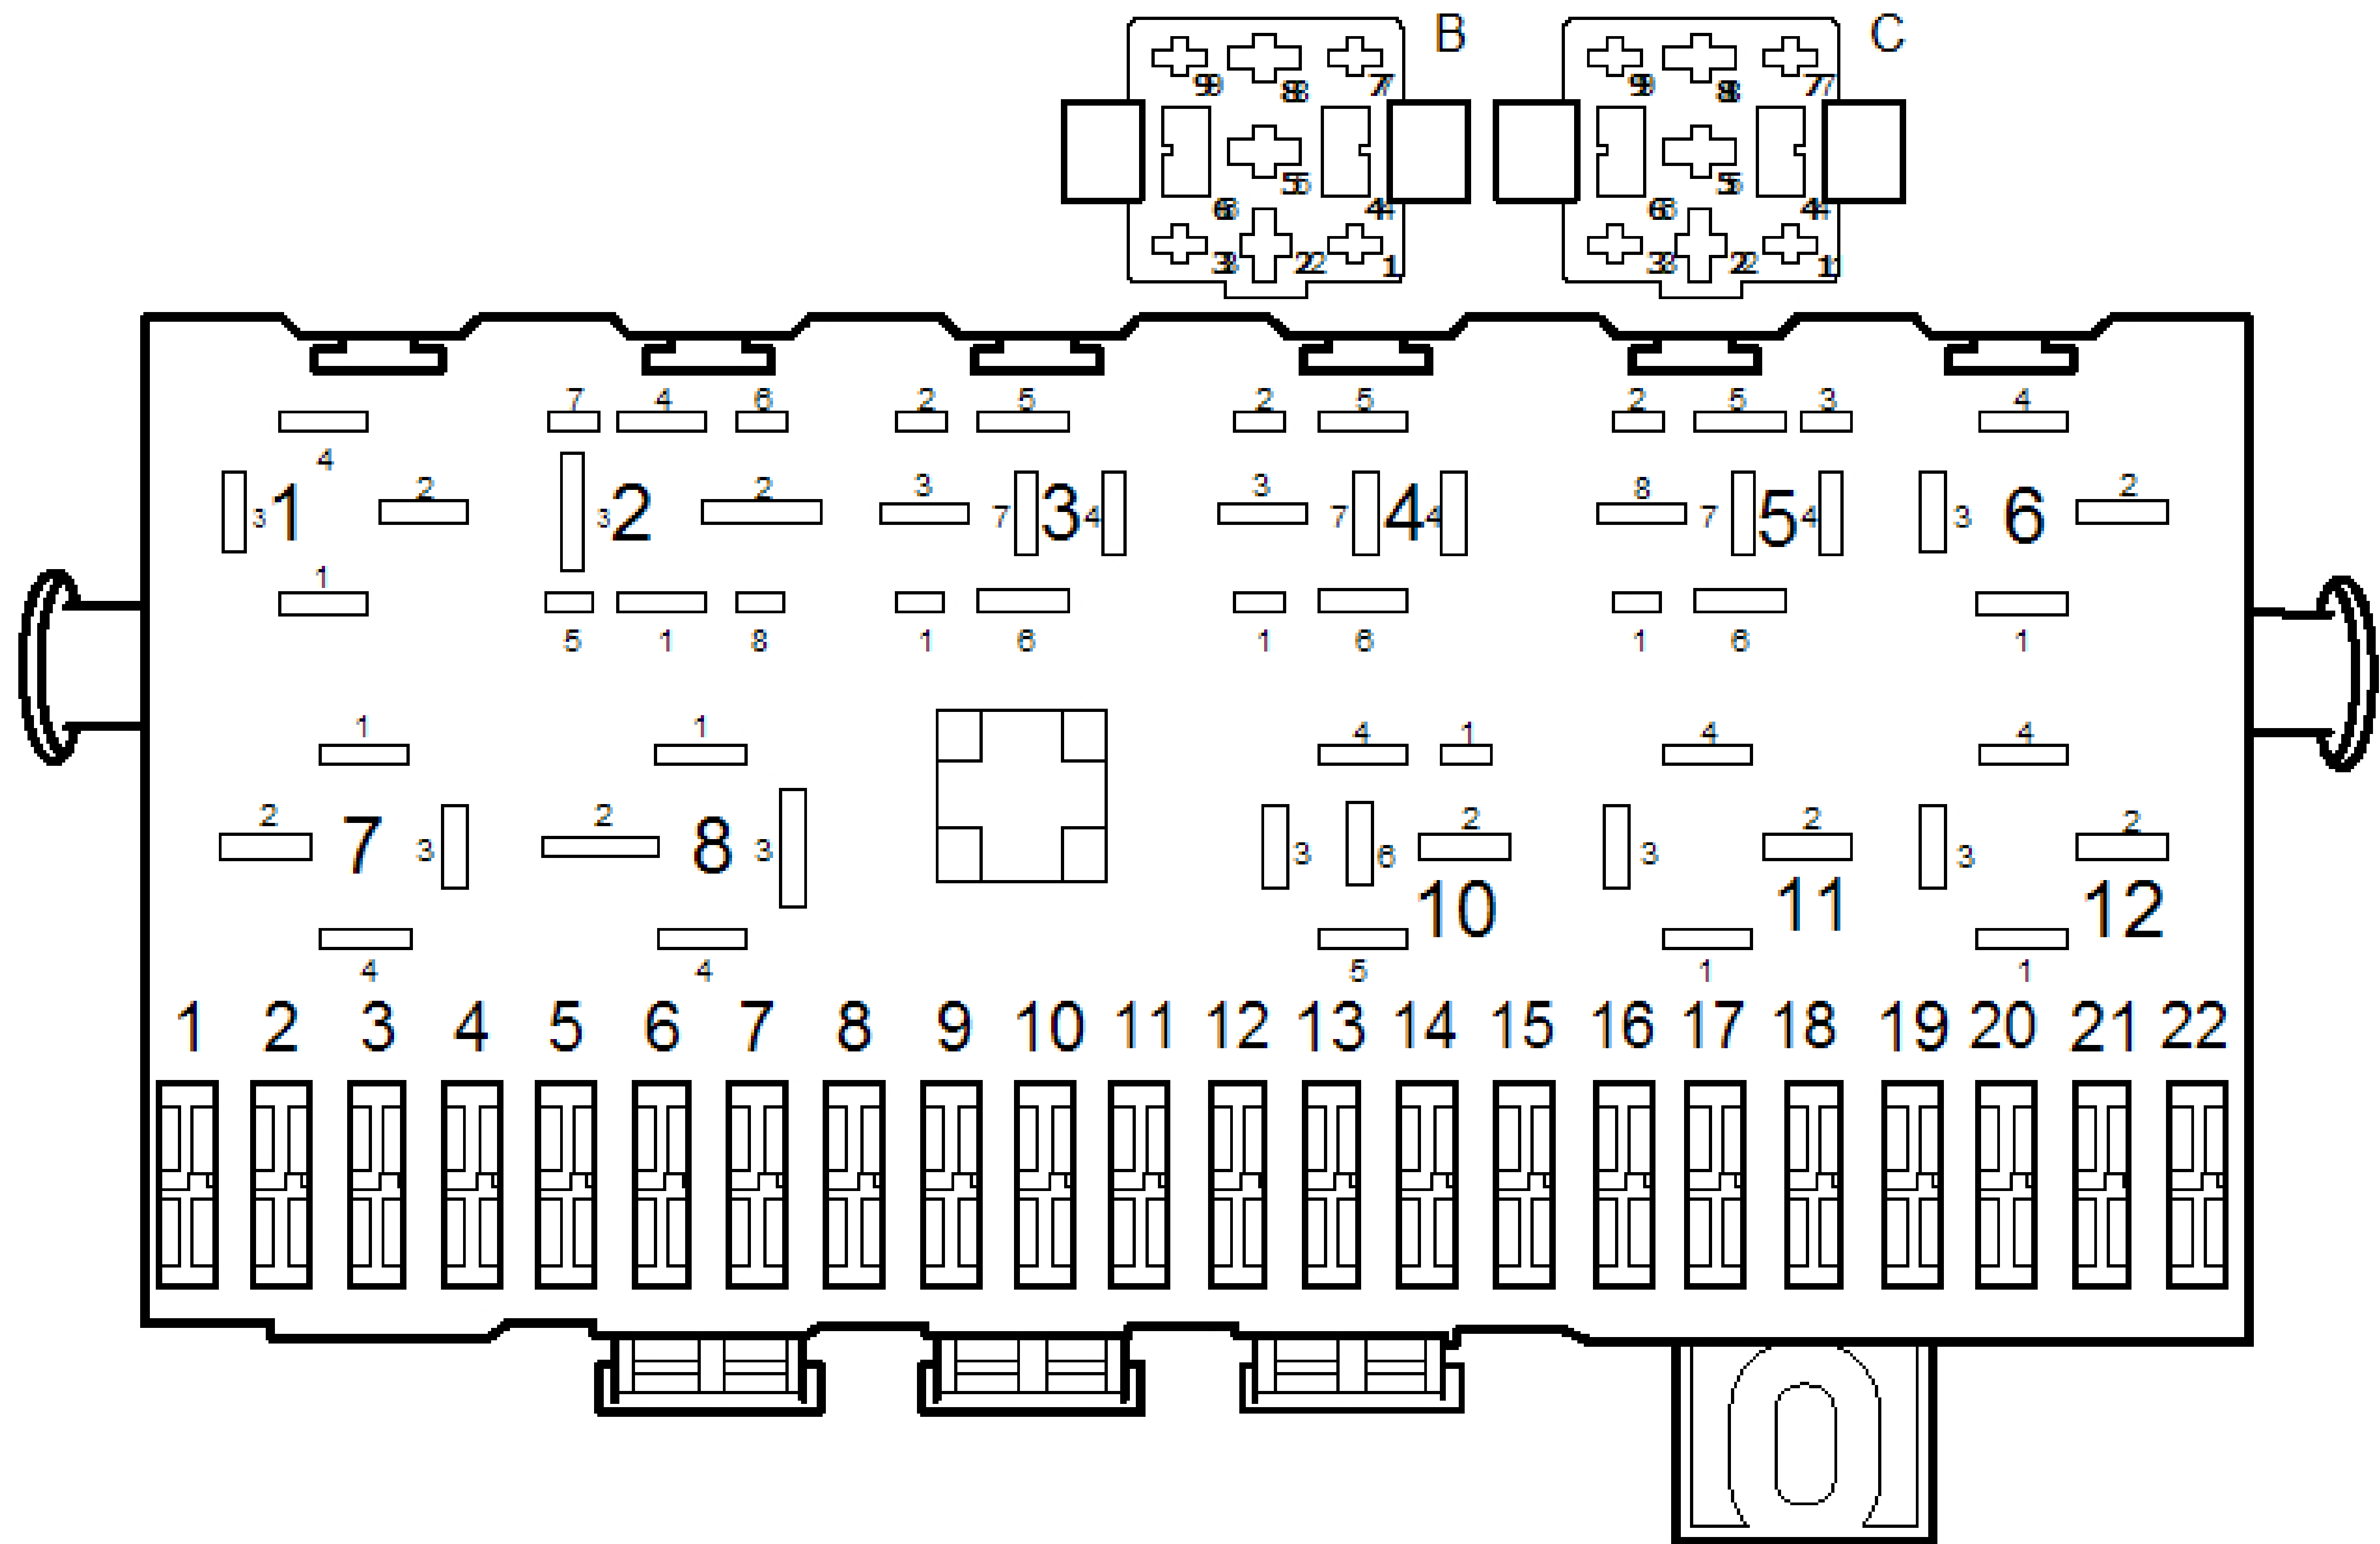 B C
9 8 7 9 8 7
5 5
6 4 6 4
3 2 1 3 2 1
7 4 6 2 5 2 5 2 5 3 4
4
2 2 3 3 8 2
3 1 3 2 7 3 4 7 4 4 7 5 4 3 6
1
5 1 8 1 6 1 6 1 6 1
1 1 4 1 4 4
2 2 2 2 2
7 3 8 3 3 6 3 3
10 11 12
4 4 5 1 1
1 2 3 4 5 6 7 8 9 10 11 12 13 14 15 16 17 18 19 20 21 22